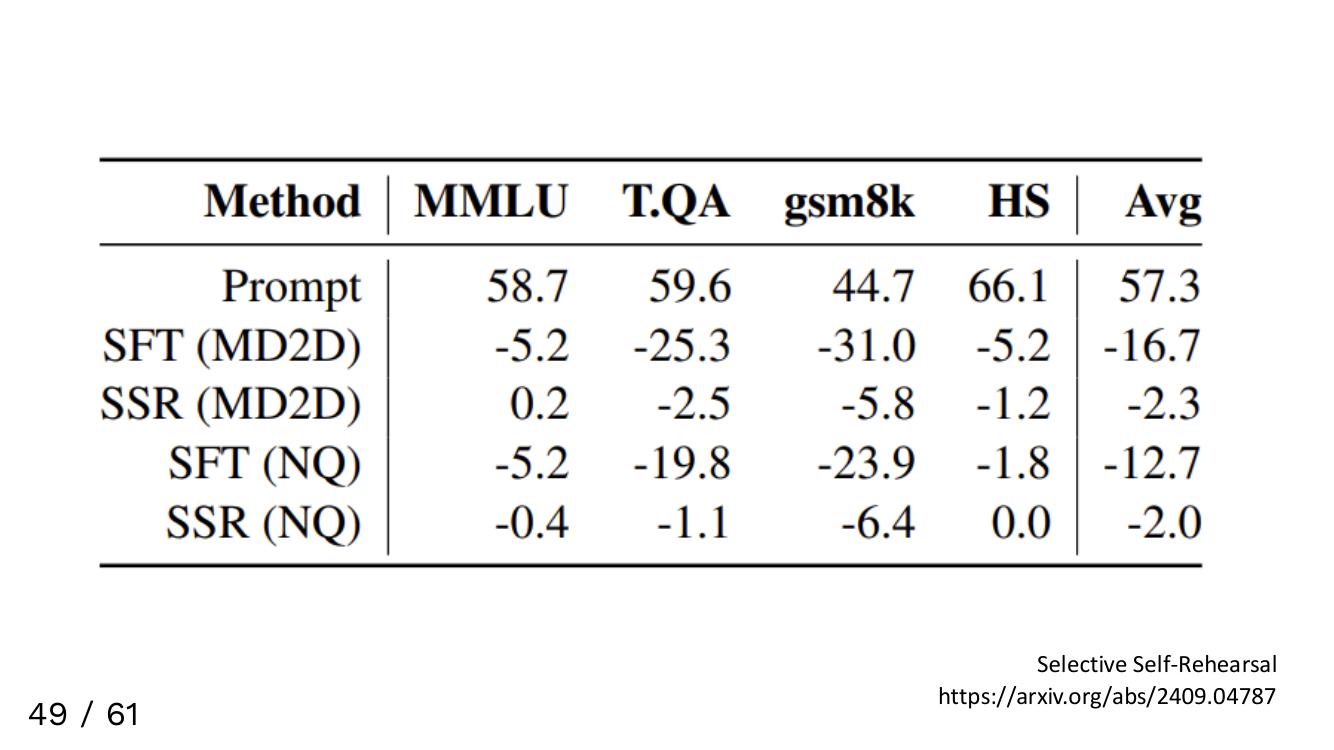 Method MMLU T.QA gsm8k HS Avg
Prompt 58.7 59.6 44.7 66.1 57.3
SFT (MD2D) -5.2 -25.3 -31.0 -5.2 -16.7
SSR (MD2D) 0.2 -2.5 -5.8 -1.2 -2.3
SFT (NQ) -5.2 -19.8 -23.9 -1.8 -12.7
SSR (NQ) -0.4 -1.1 -6.4 0.0 -2.0
Selective Self-Rehearsal
https://arxiv.org/abs/2409.04787
49 / 61